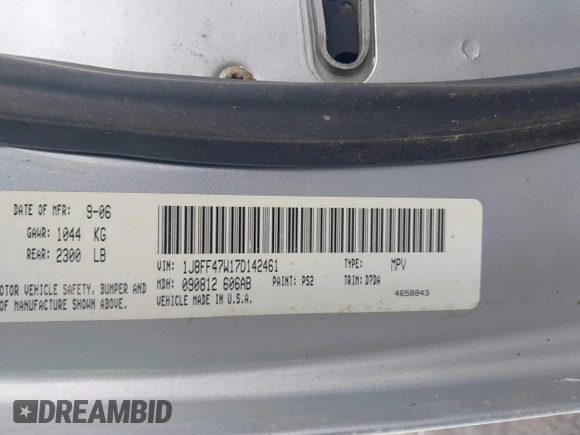 DATE OF MFR: 9-06
GAWR: 1044 KG
REAR: 2300 LB
VIN: 1J8FF47W17D142461
TYPE: MPV
MDH: 090812 606AB
PAINT: PS2
TRIM: D7DA
MOTOR VEHICLE SAFETY, BUMPER AND
VEHICLE MADE IN U.S.A.
4658843
OF MANUFACTURE SHOWN ABOVE.
DREAMBID